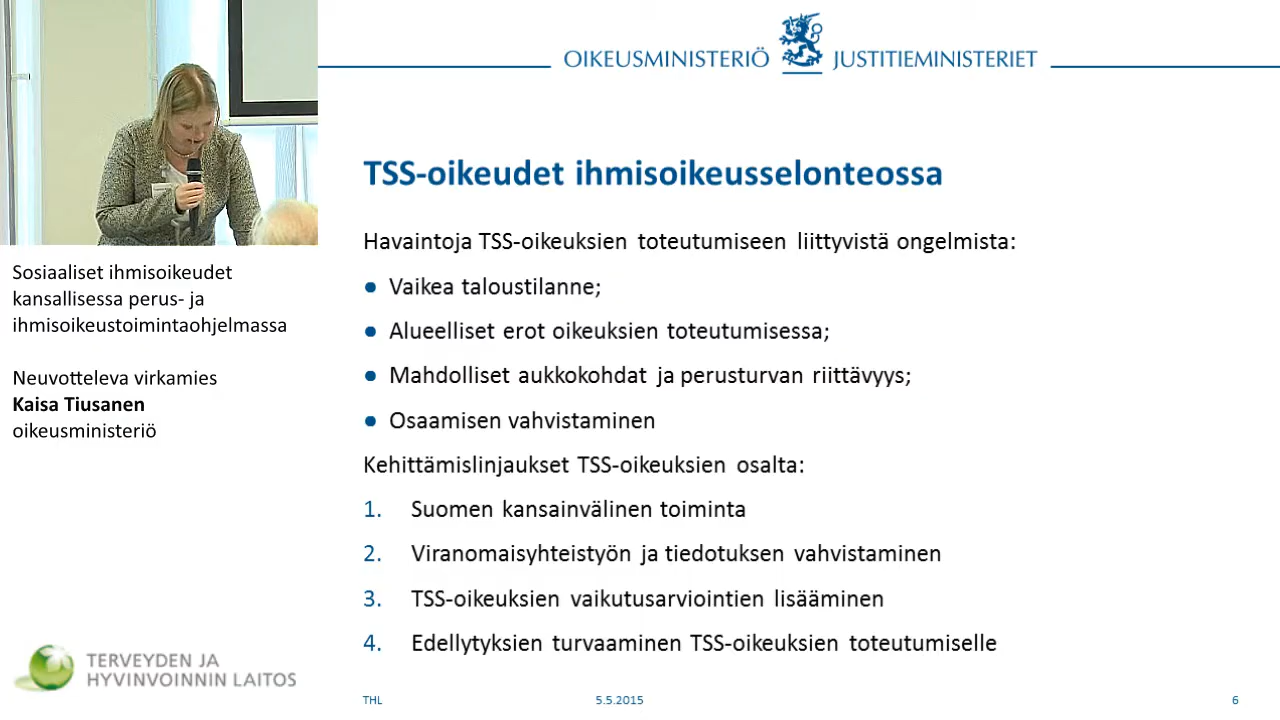 OIKEUSMINISTERIÖ JUSTITIEMINISTERIET
TSS-oikeudet ihmisoikeusselonteossa
Havaintoja TSS-oikeuksien toteutumiseen liittyvistä ongelmista:
● Vaikea taloustilanne;
● Alueelliset erot oikeuksien toteutumisessa;
● Mahdolliset aukkokohdat ja perusturvan riittävyys;
● Osaamisen vahvistaminen
Kehittämislinjaukset TSS-oikeuksien osalta:
1. Suomen kansainvälinen toiminta
2. Viranomaisyhteistyön ja tiedotuksen vahvistaminen
3. TSS-oikeuksien vaikutusarviointien lisääminen
4. Edellytyksien turvaaminen TSS-oikeuksien toteutumiselle
THL 5.5.2015 6
Sosiaaliset ihmisoikeudet
kansallisessa perus- ja
ihmisoikeustoimintaohjelmassa
Neuvotteleva virkamies
Kaisa Tiusanen
oikeusministeriö
TERVEYDEN JA
HYVINVOINNIN LAITOS